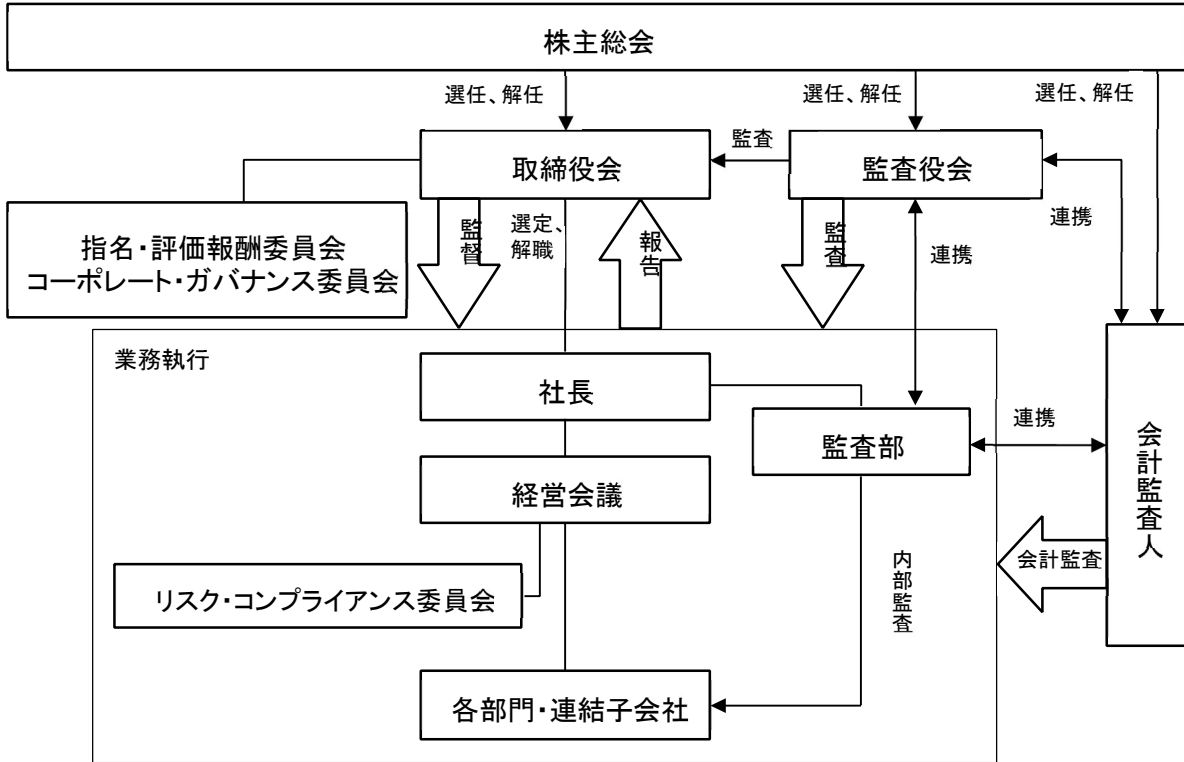 株主総会
選任、解任
選任、解任
選任、解任
取締役会
監査
監査役会
指名・評価報酬委員会
コーポレート・ガバナンス委員会
監督
選定、
解職
報告
監査
連携
連携
業務執行
社長
監査部
連携
会計監査人
経営会議
リスク・コンプライアンス委員会
内部監査
会計監査
各部門・連結子会社